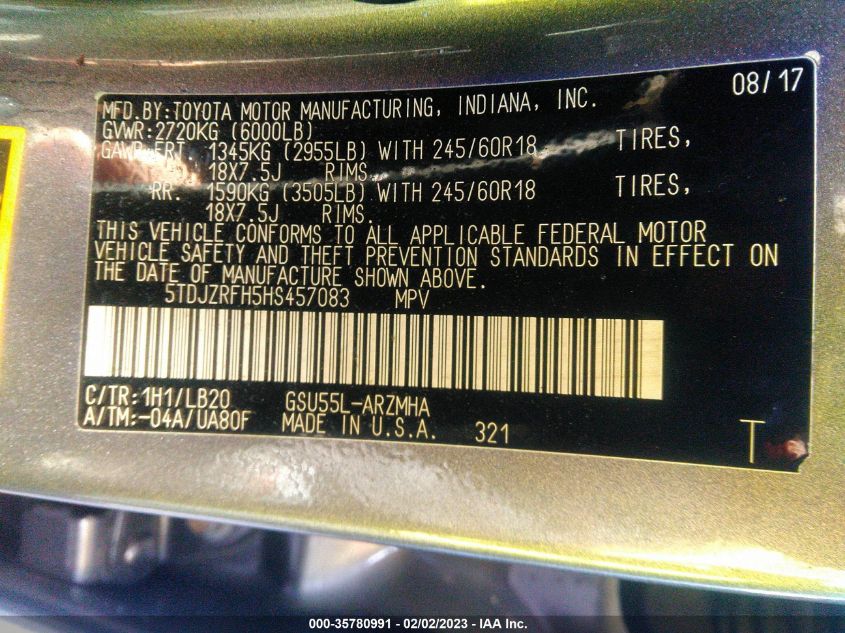 08/17
MFD.BY:TOYOTA MOTOR MANUFACTURING, INDIANA, INC.
GVWR:2720KG (6000LB)
GAWR FRT. 1345KG (2955LB) WITH 245/60R18 TIRES,
18X7.5J RIMS.
RR. 1590KG (3505LB) WITH 245/60R18 TIRES,
18X7.5J RIMS.
THIS VEHICLE CONFORMS TO ALL APPLICABLE FEDERAL MOTOR
VEHICLE SAFETY AND THEFT PREVENTION STANDARDS IN EFFECT ON
THE DATE OF MANUFACTURE SHOWN ABOVE.
5TDJZRFH5HS457083 MPV
C/TR:1H1/LB20 GSU55L-ARZMHA
A/TM:-04A/UA80F MADE IN U.S.A. 321 T
000-35780991 - 02/02/2023 - IAA Inc.